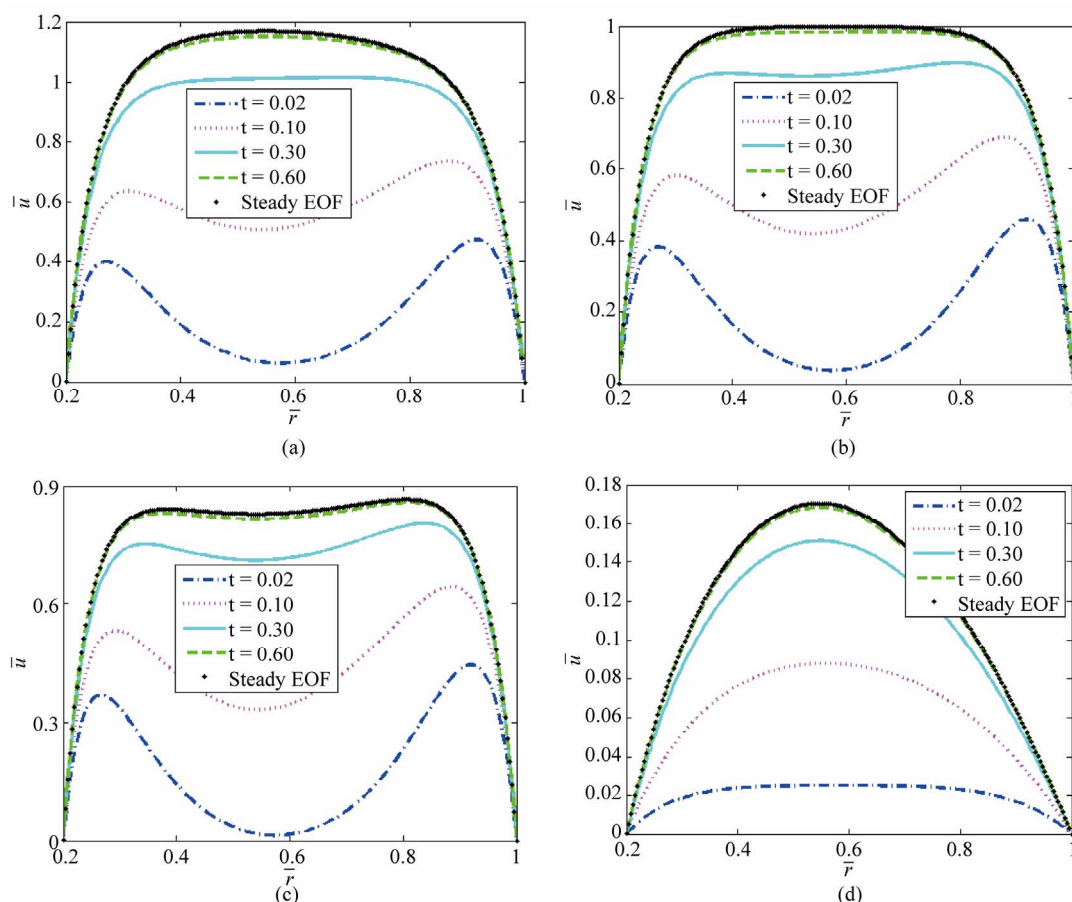 1.2
1
0.8
0.6
0.4
0.2
0
u̅
t = 0.02
t = 0.10
t = 0.30
t = 0.60
Steady EOF
0.2 0.4 0.6 0.8 1
r̅
(a)
1
0.8
0.6
0.4
0.2
0
u̅
t = 0.02
t = 0.10
t = 0.30
t = 0.60
Steady EOF
0.2 0.4 0.6 0.8 1
r̅
(b)
0.9
0.6
0.3
0
u̅
t = 0.02
t = 0.10
t = 0.30
t = 0.60
Steady EOF
0.2 0.4 0.6 0.8 1
r̅
(c)
0.18
0.16
0.14
0.12
0.1
0.08
0.06
0.04
0.02
0
u̅
t = 0.02
t = 0.10
t = 0.30
t = 0.60
Steady EOF
0.2 0.4 0.6 0.8 1
r̅
(d)